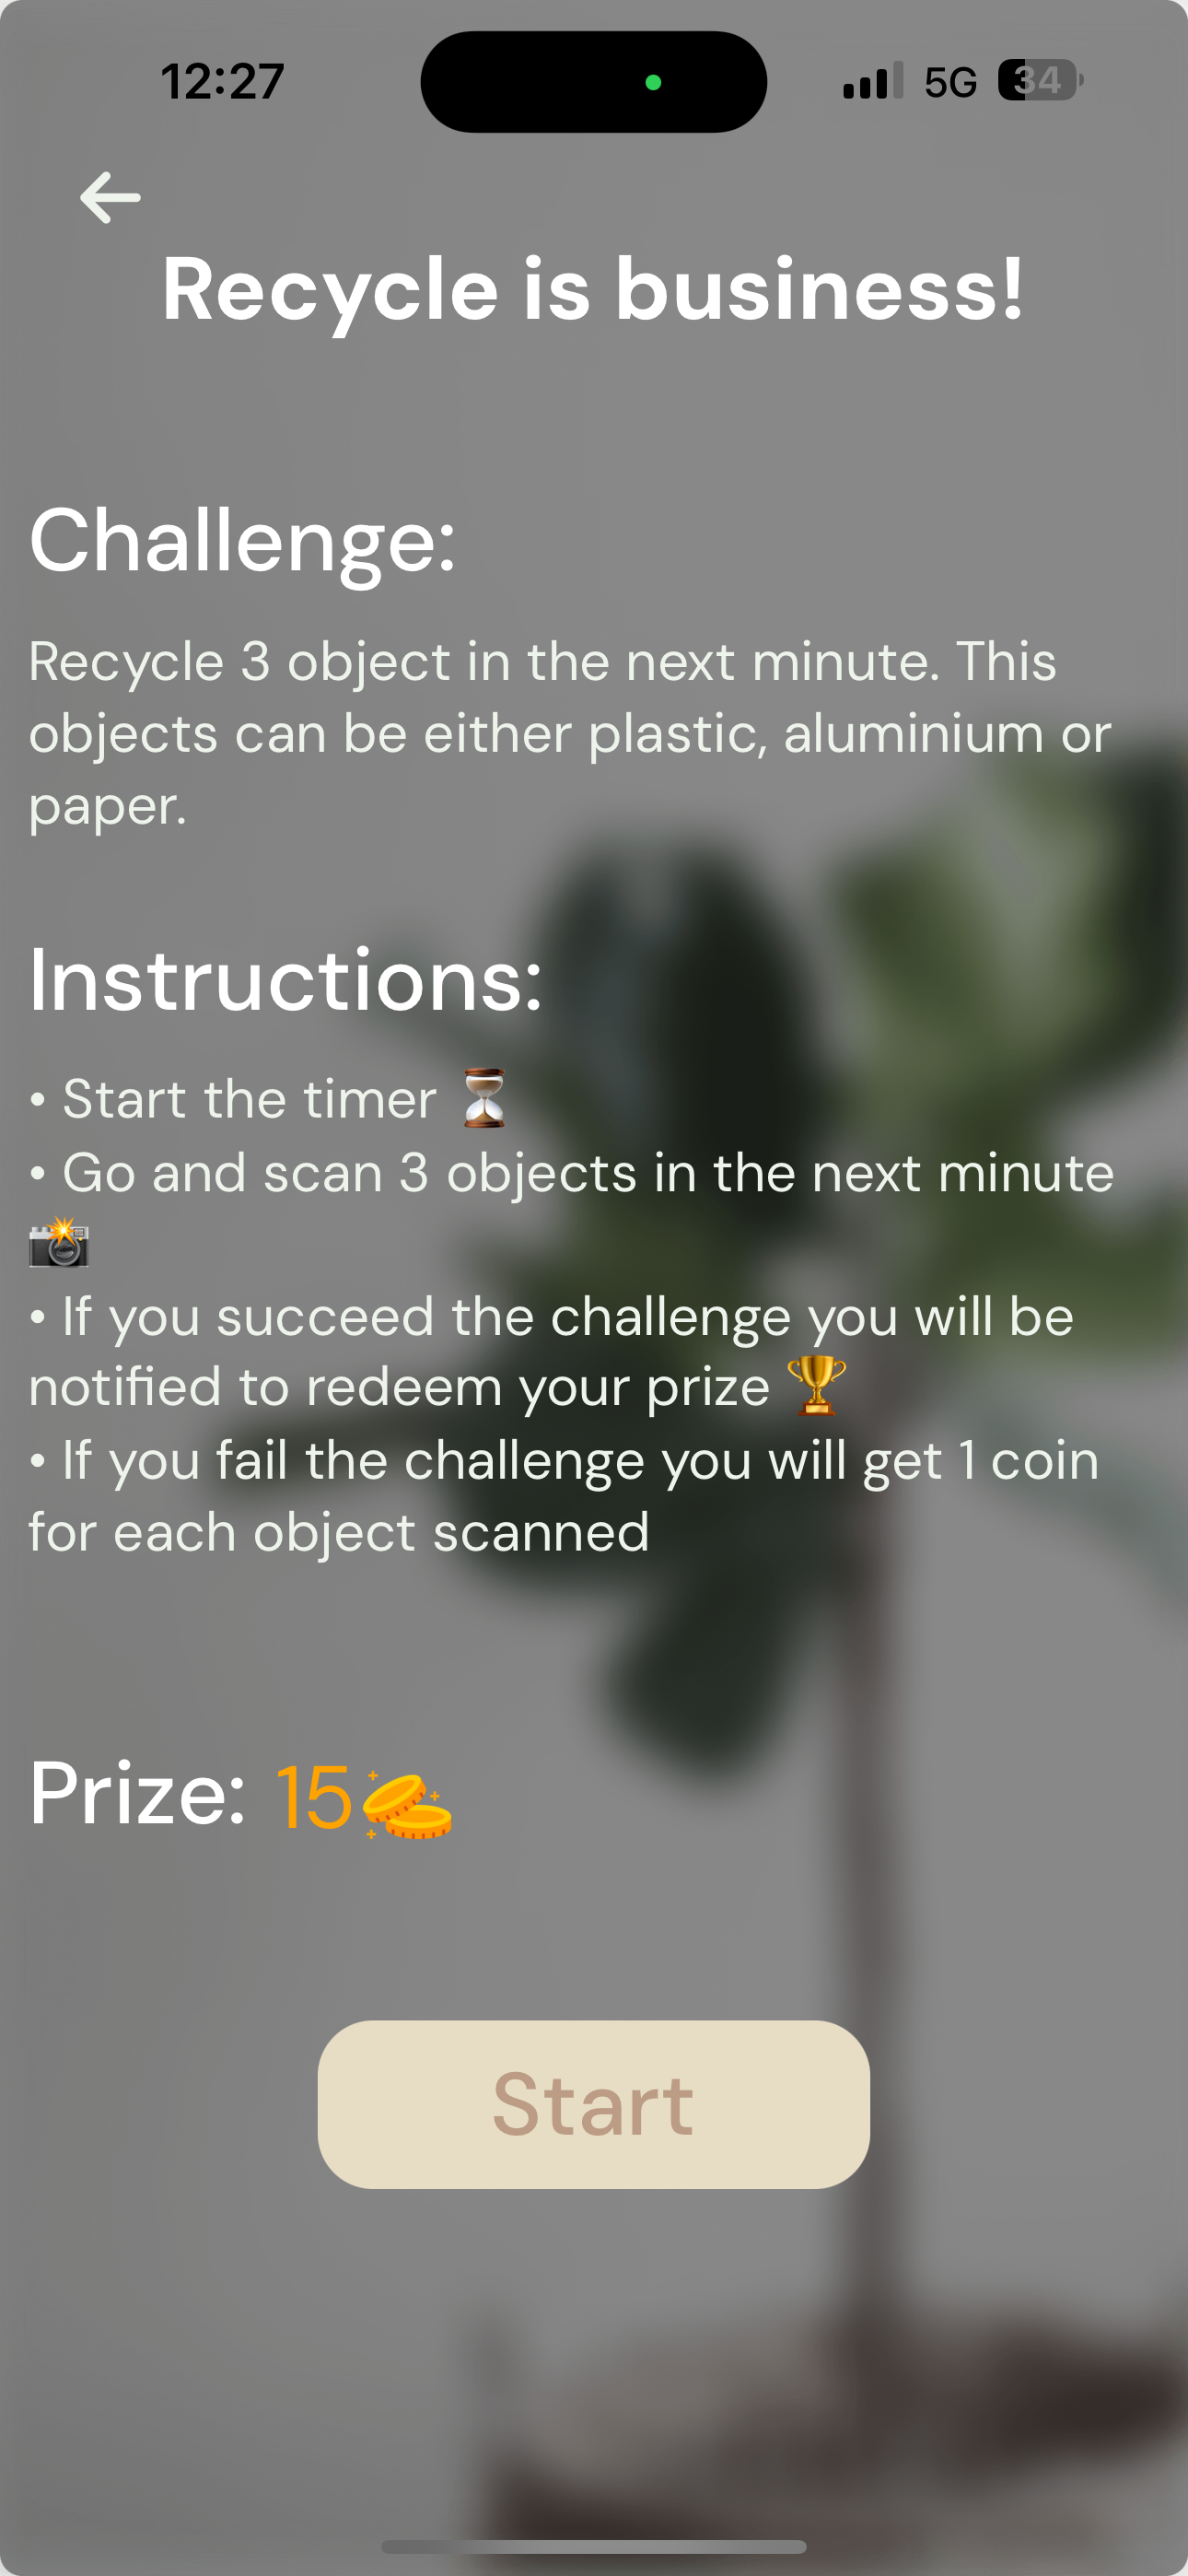 12:27
5G 34
Recycle is business!
Challenge:
Recycle 3 object in the next minute. This
objects can be either plastic, aluminium or
paper.
Instructions:
• Start the timer ⏳
• Go and scan 3 objects in the next minute
📸
• If you succeed the challenge you will be
notified to redeem your prize 🏆
• If you fail the challenge you will get 1 coin
for each object scanned
Prize: 15
Start